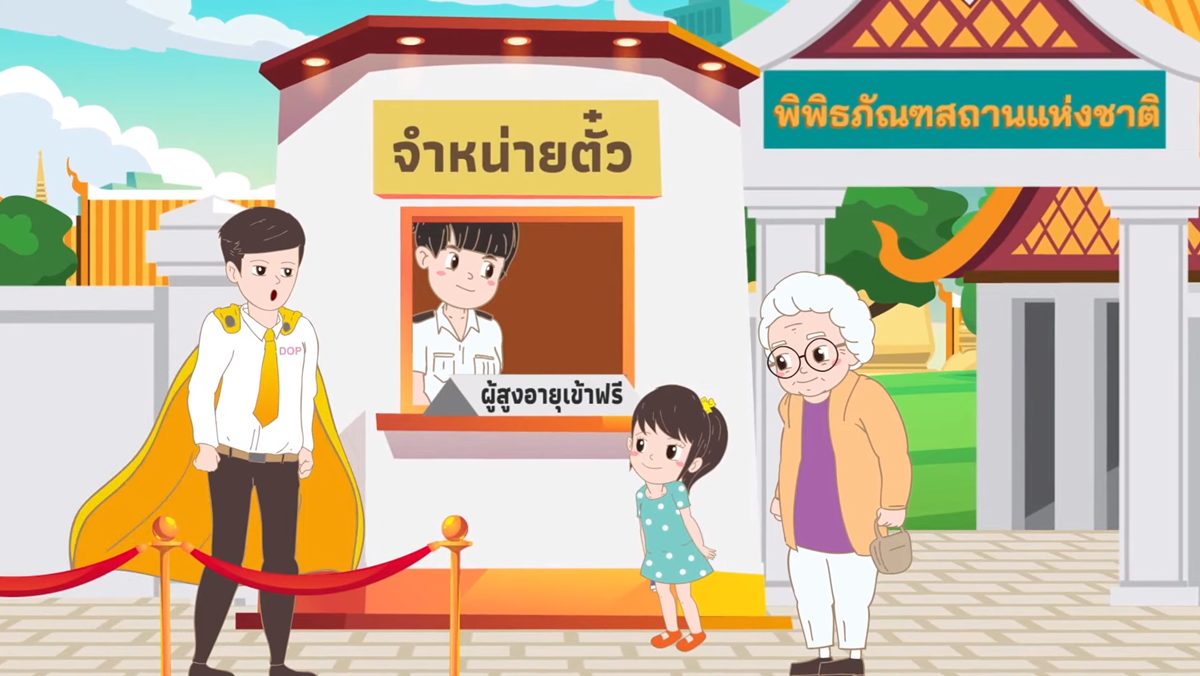 พิพิธภัณฑสถานแห่งชาติ
จำหน่ายตั๋ว
DOP
ผู้สูงอายุเข้าฟรี